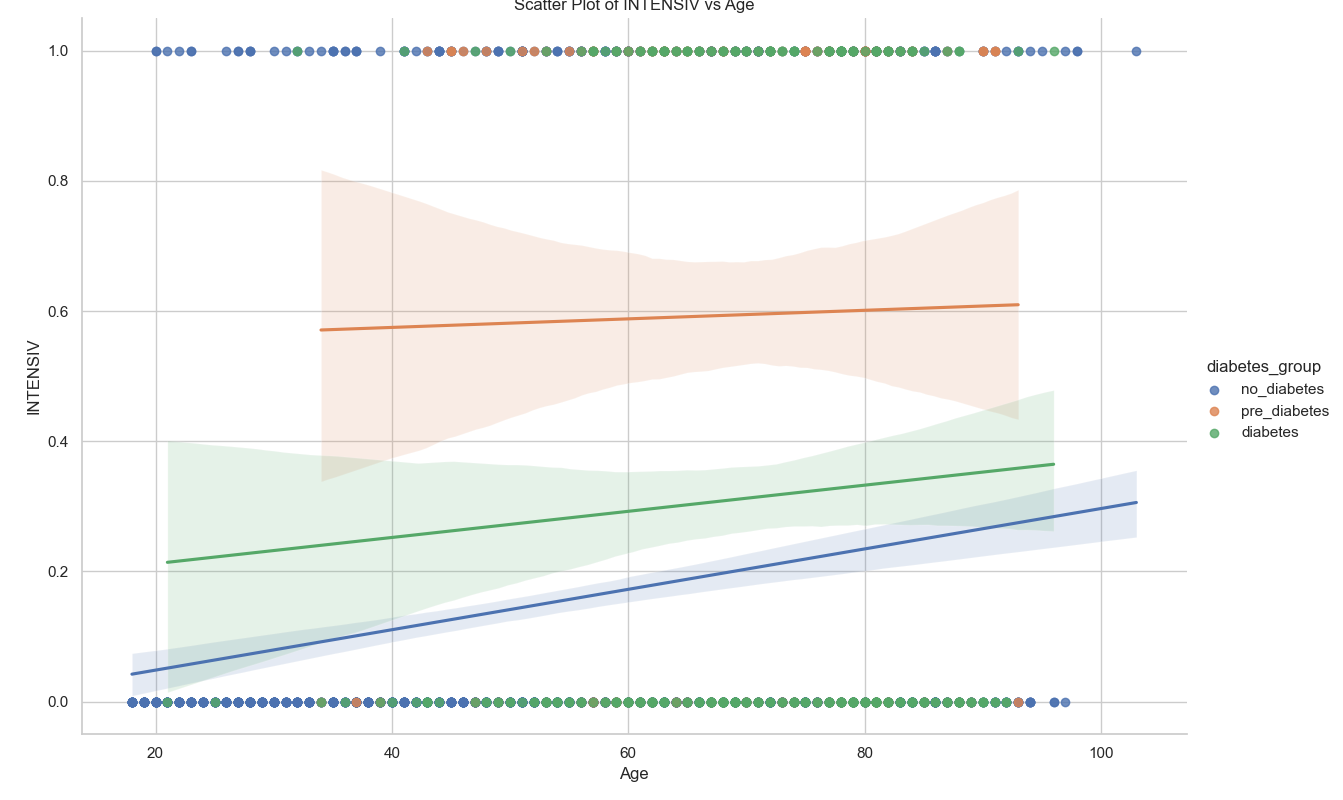 Scatter Plot of INTENSIV vs Age
1.0
0.8
0.6
0.4
0.2
0.0
INTENSIV
20 40 60 80 100
Age
diabetes_group
no_diabetes
pre_diabetes
diabetes